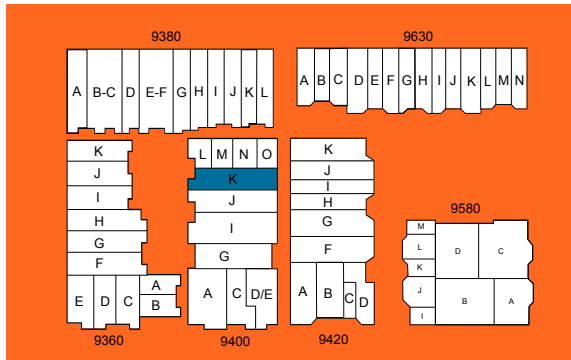 9380 9630
A B-C D E-F G H I J K L
A B C D E F G H I J K L M N
K
J
I
H
G
F
E D C A
B
9360
L M N O
K
J
I
G
A C D/E
9400
K
J
I
H
G
F
A B C D
9420
9580
M
L
K
J
I
D C
B A